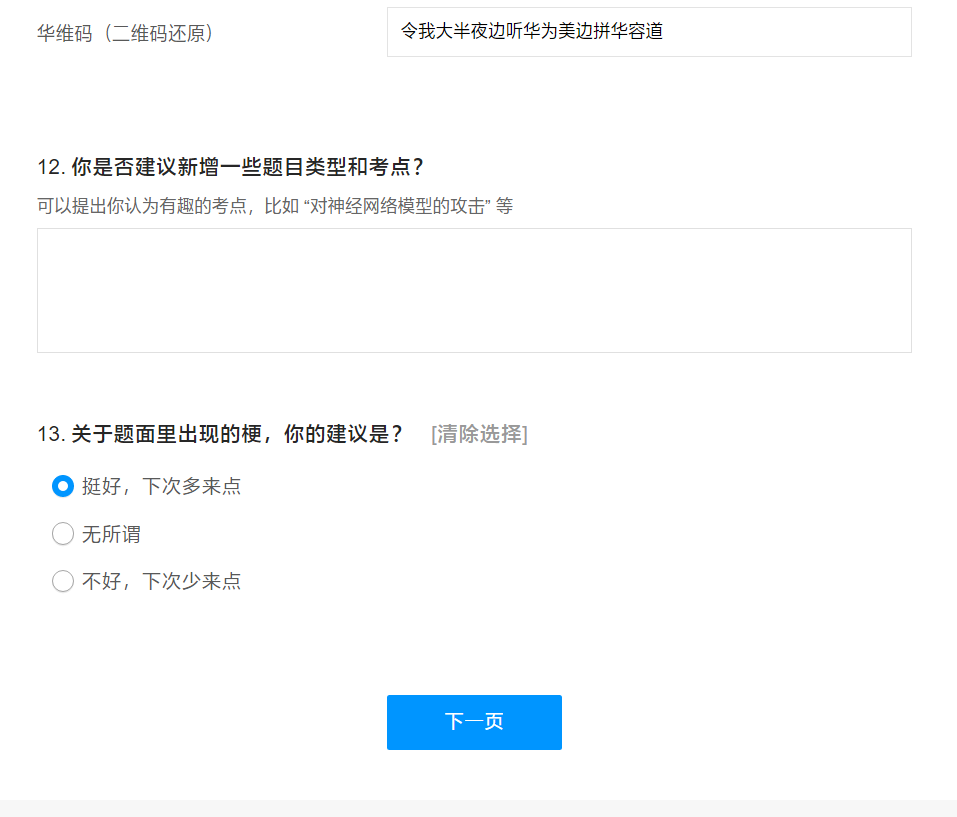 华维码（二维码还原）
令我大半夜边听华为美边拼华容道
12. 你是否建议新增一些题目类型和考点？
可以提出你认为有趣的考点，比如 “对神经网络模型的攻击” 等
13. 关于题面里出现的梗，你的建议是？ [清除选择]
挺好，下次多来点
无所谓
不好，下次少来点
下一页